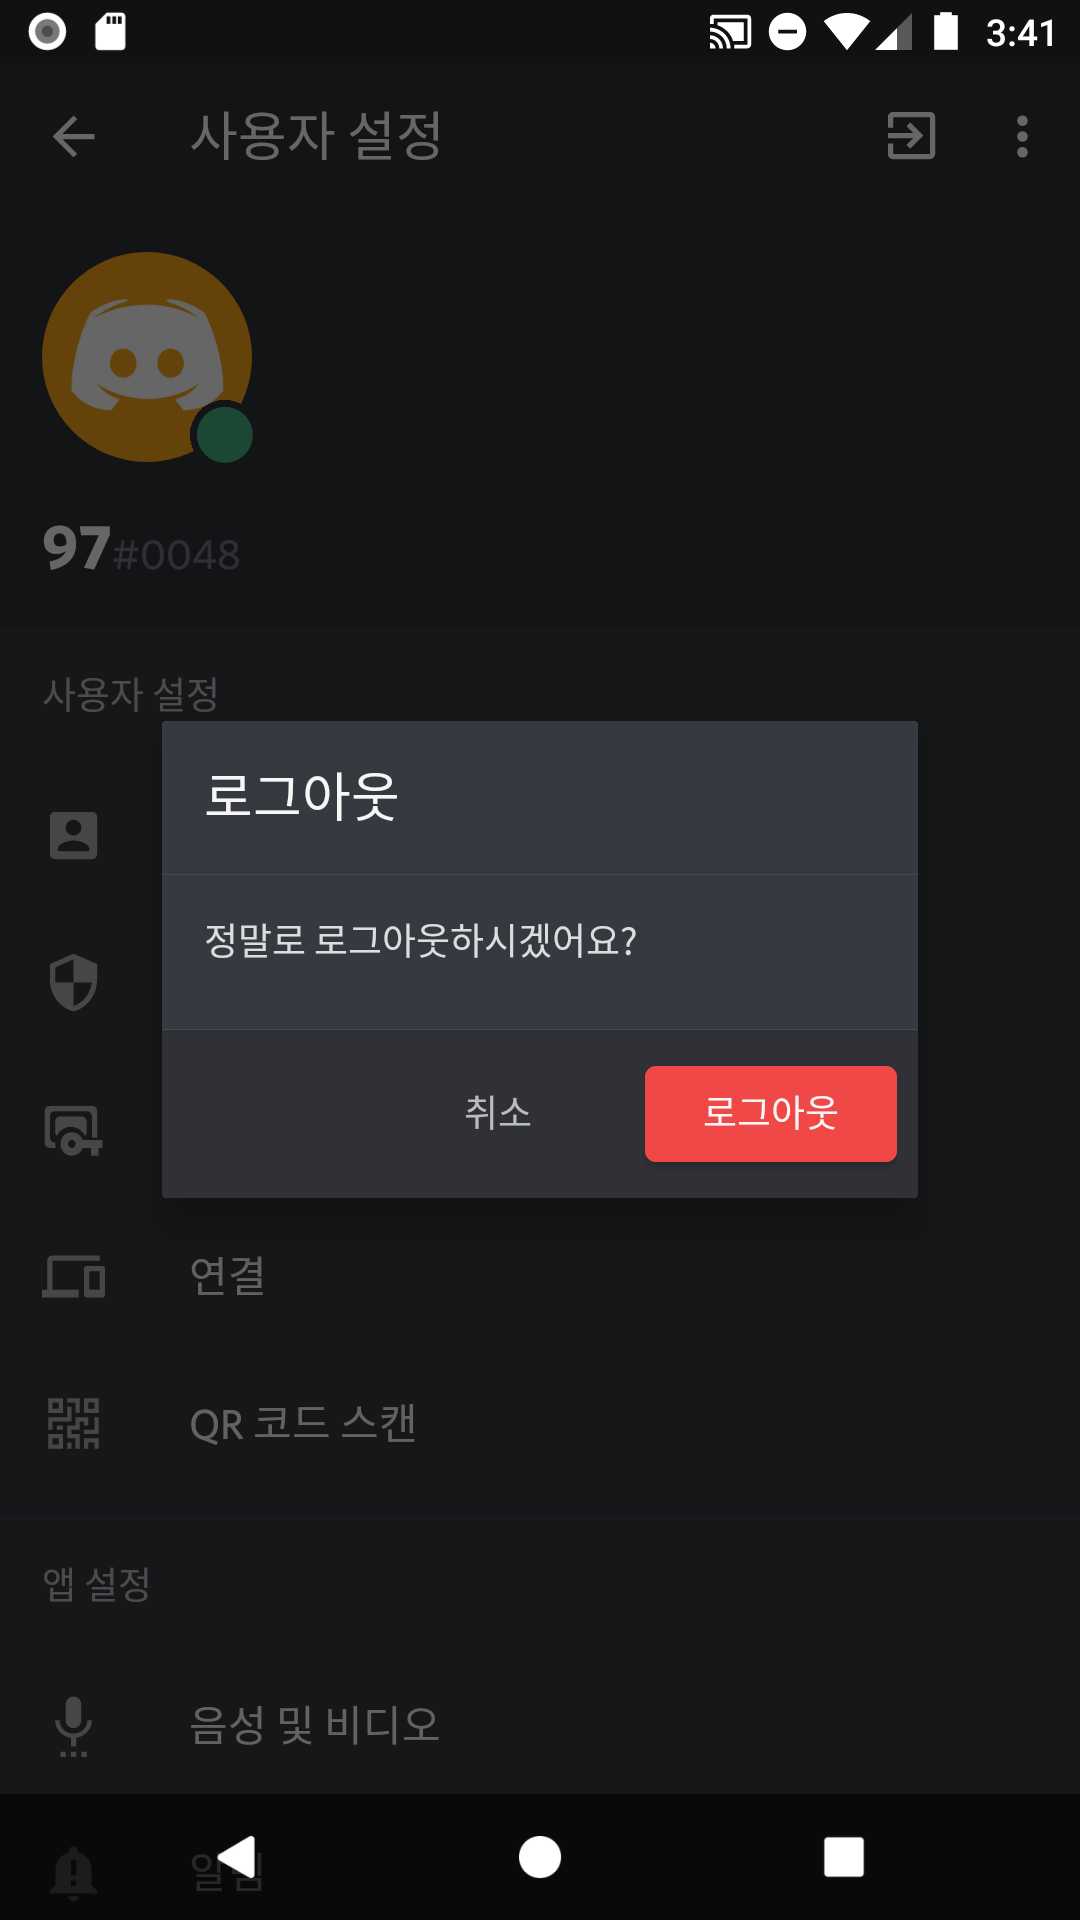 3:41
사용자 설정
97#0048
사용자 설정
로그아웃
정말로 로그아웃하시겠어요?
취소 로그아웃
연결
QR 코드 스캔
앱 설정
음성 및 비디오
알림